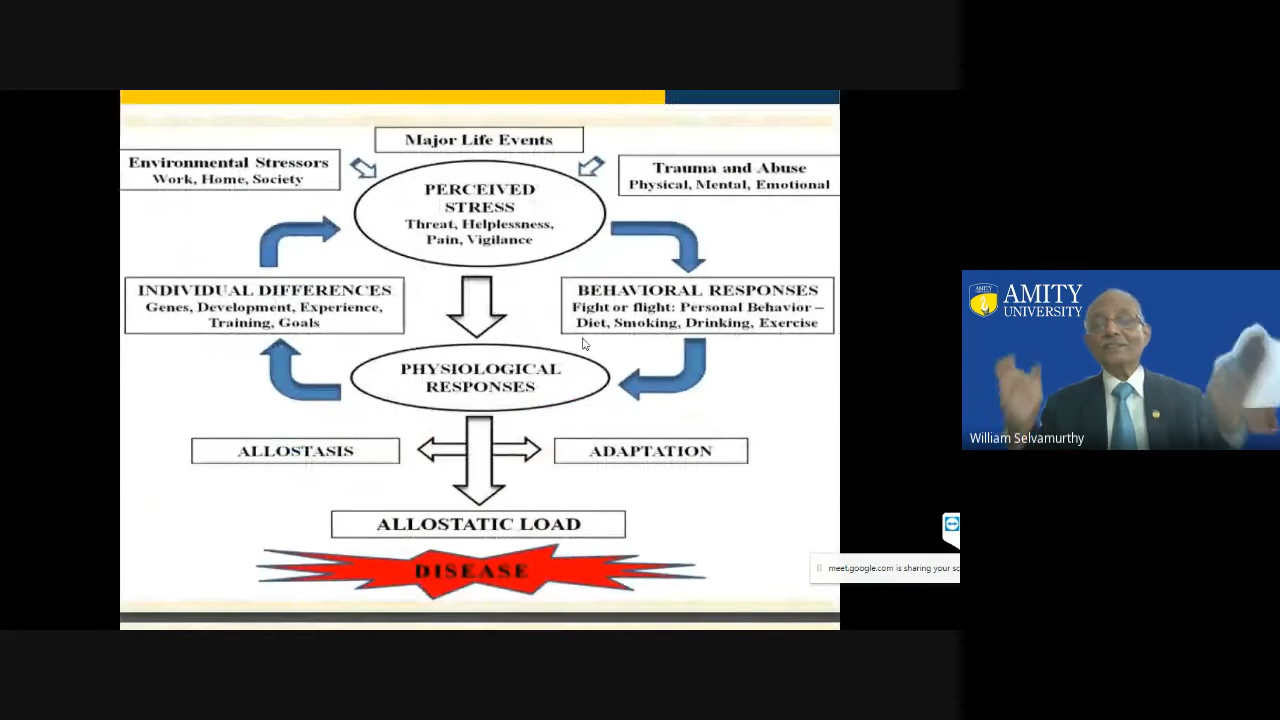 Major Life Events
Environmental Stressors
Work, Home, Society
Trauma and Abuse
Physical, Mental, Emotional
PERCEIVED
STRESS
Threat, Helplessness,
Pain, Vigilance
INDIVIDUAL DIFFERENCES
Genes, Development, Experience,
Training, Goals
BEHAVIORAL RESPONSES
Fight or flight: Personal Behavior –
Diet, Smoking, Drinking, Exercise
PHYSIOLOGICAL
RESPONSES
ALLOSTASIS
ADAPTATION
ALLOSTATIC LOAD
DISEASE
AMITY
AMITY
UNIVERSITY
William Selvamurthy
meet.google.com is sharing your sc